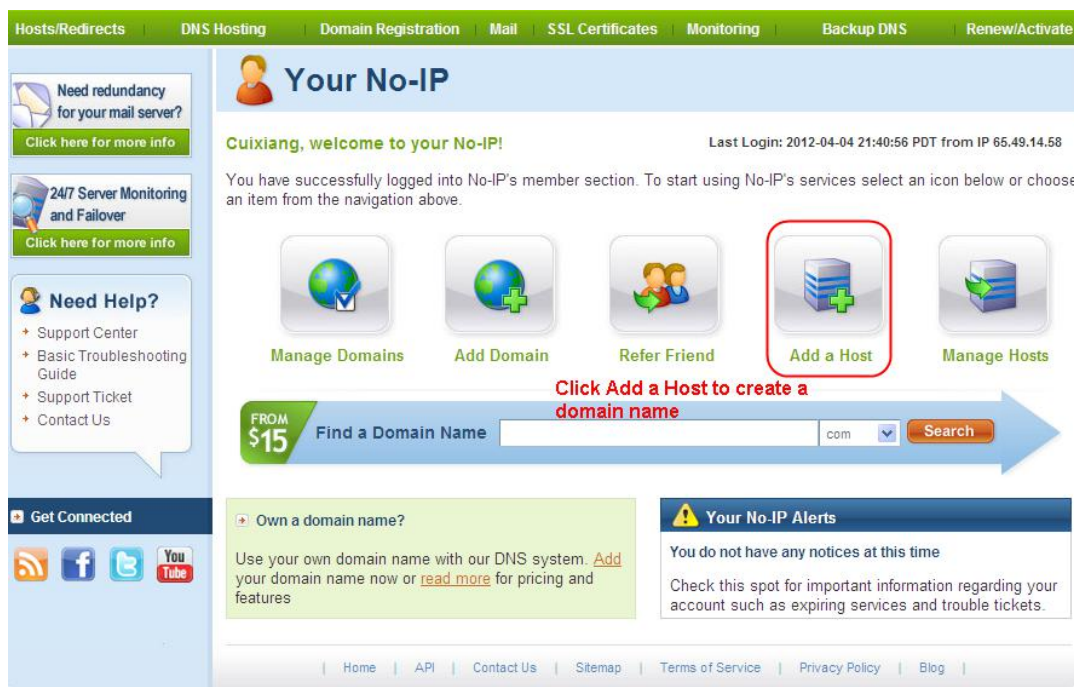 Hosts/Redirects DNS Hosting Domain Registration Mail SSL Certificates Monitoring Backup DNS Renew/Activate
Need redundancy
for your mail server?
Click here for more info
24/7 Server Monitoring
and Failover
Click here for more info
Need Help?
Support Center
Basic Troubleshooting
Guide
Support Ticket
Contact Us
Get Connected
You
Tube
Your No-IP
Cuixiang, welcome to your No-IP!
Last Login: 2012-04-04 21:40:56 PDT from IP 65.49.14.58
You have successfully logged into No-IP's member section. To start using No-IP's services select an icon below or choose
an item from the navigation above.
Manage Domains Add Domain Refer Friend Add a Host Manage Hosts
Click Add a Host to create a
domain name
FROM
$15
Find a Domain Name com Search
Own a domain name?
Use your own domain name with our DNS system. Add
your domain name now or read more for pricing and
features
Your No-IP Alerts
You do not have any notices at this time
Check this spot for important information regarding your
account such as expiring services and trouble tickets.
| Home | API | Contact Us | Sitemap | Terms of Service | Privacy Policy | Blog |